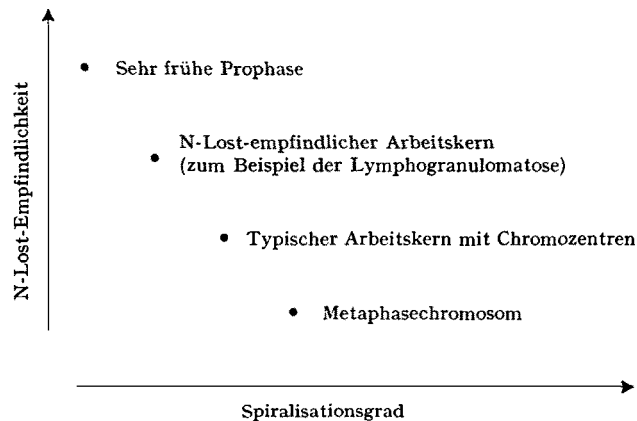 Sehr frühe Prophase
N-Lost-empfindlicher Arbeitskern
(zum Beispiel der Lymphogranulomatose)
Typischer Arbeitskern mit Chromozentren
Metaphasechromosom
N-Lost-Empfindlichkeit
Spiralisationsgrad